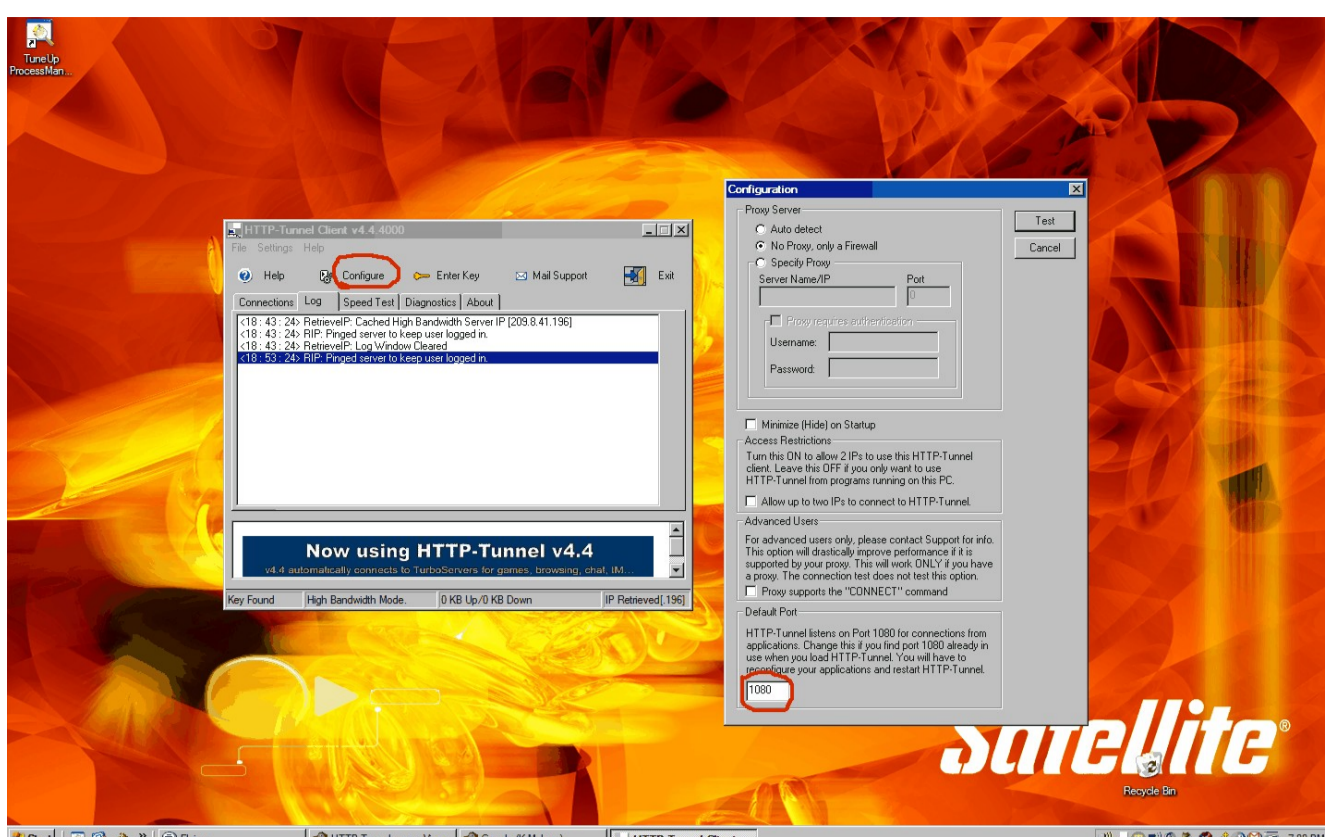 TuneUp
ProcessMan...
HTTP-Tunnel Client v4.4.4000
File Settings Help
Help Configure Enter Key Mail Support Exit
Connections Log Speed Test Diagnostics About
<18 : 43 : 24> RetrieveIP: Cached High Bandwidth Server IP [209.8.41.196]
<18 : 43 : 24> RIP: Pinged server to keep user logged in.
<18 : 43 : 24> RetrieveIP: Log Window Cleared
<18 : 53 : 24> RIP: Pinged server to keep user logged in.
Now using HTTP-Tunnel v4.4
v4.4 automatically connects to TurboServers for games, browsing, chat, IM...
Key Found High Bandwidth Mode. 0 KB Up/0 KB Down IP Retrieved[.196]
Configuration
Proxy Server
Auto detect
No Proxy, only a Firewall
Specify Proxy
Server Name/IP Port
0
Proxy requires authentication
Username:
Password:
Test
Cancel
Minimize (Hide) on Startup
Access Restrictions
Turn this ON to allow 2 IPs to use this HTTP-Tunnel
client. Leave this OFF if you only want to use
HTTP-Tunnel from programs running on this PC.
Allow up to two IPs to connect to HTTP-Tunnel.
Advanced Users
For advanced users only, please contact Support for info.
This option will drastically improve performance if it is
supported by your proxy. This will work ONLY if you have
a proxy. The connection test does not test this option.
Proxy supports the "CONNECT" command
Default Port
HTTP-Tunnel listens on Port 1080 for connections from
applications. Change this if you find port 1080 already in
use when you load HTTP-Tunnel. You will have to
reconfigure your applications and restart HTTP-Tunnel.
1080
Satellite®
Recycle Bin